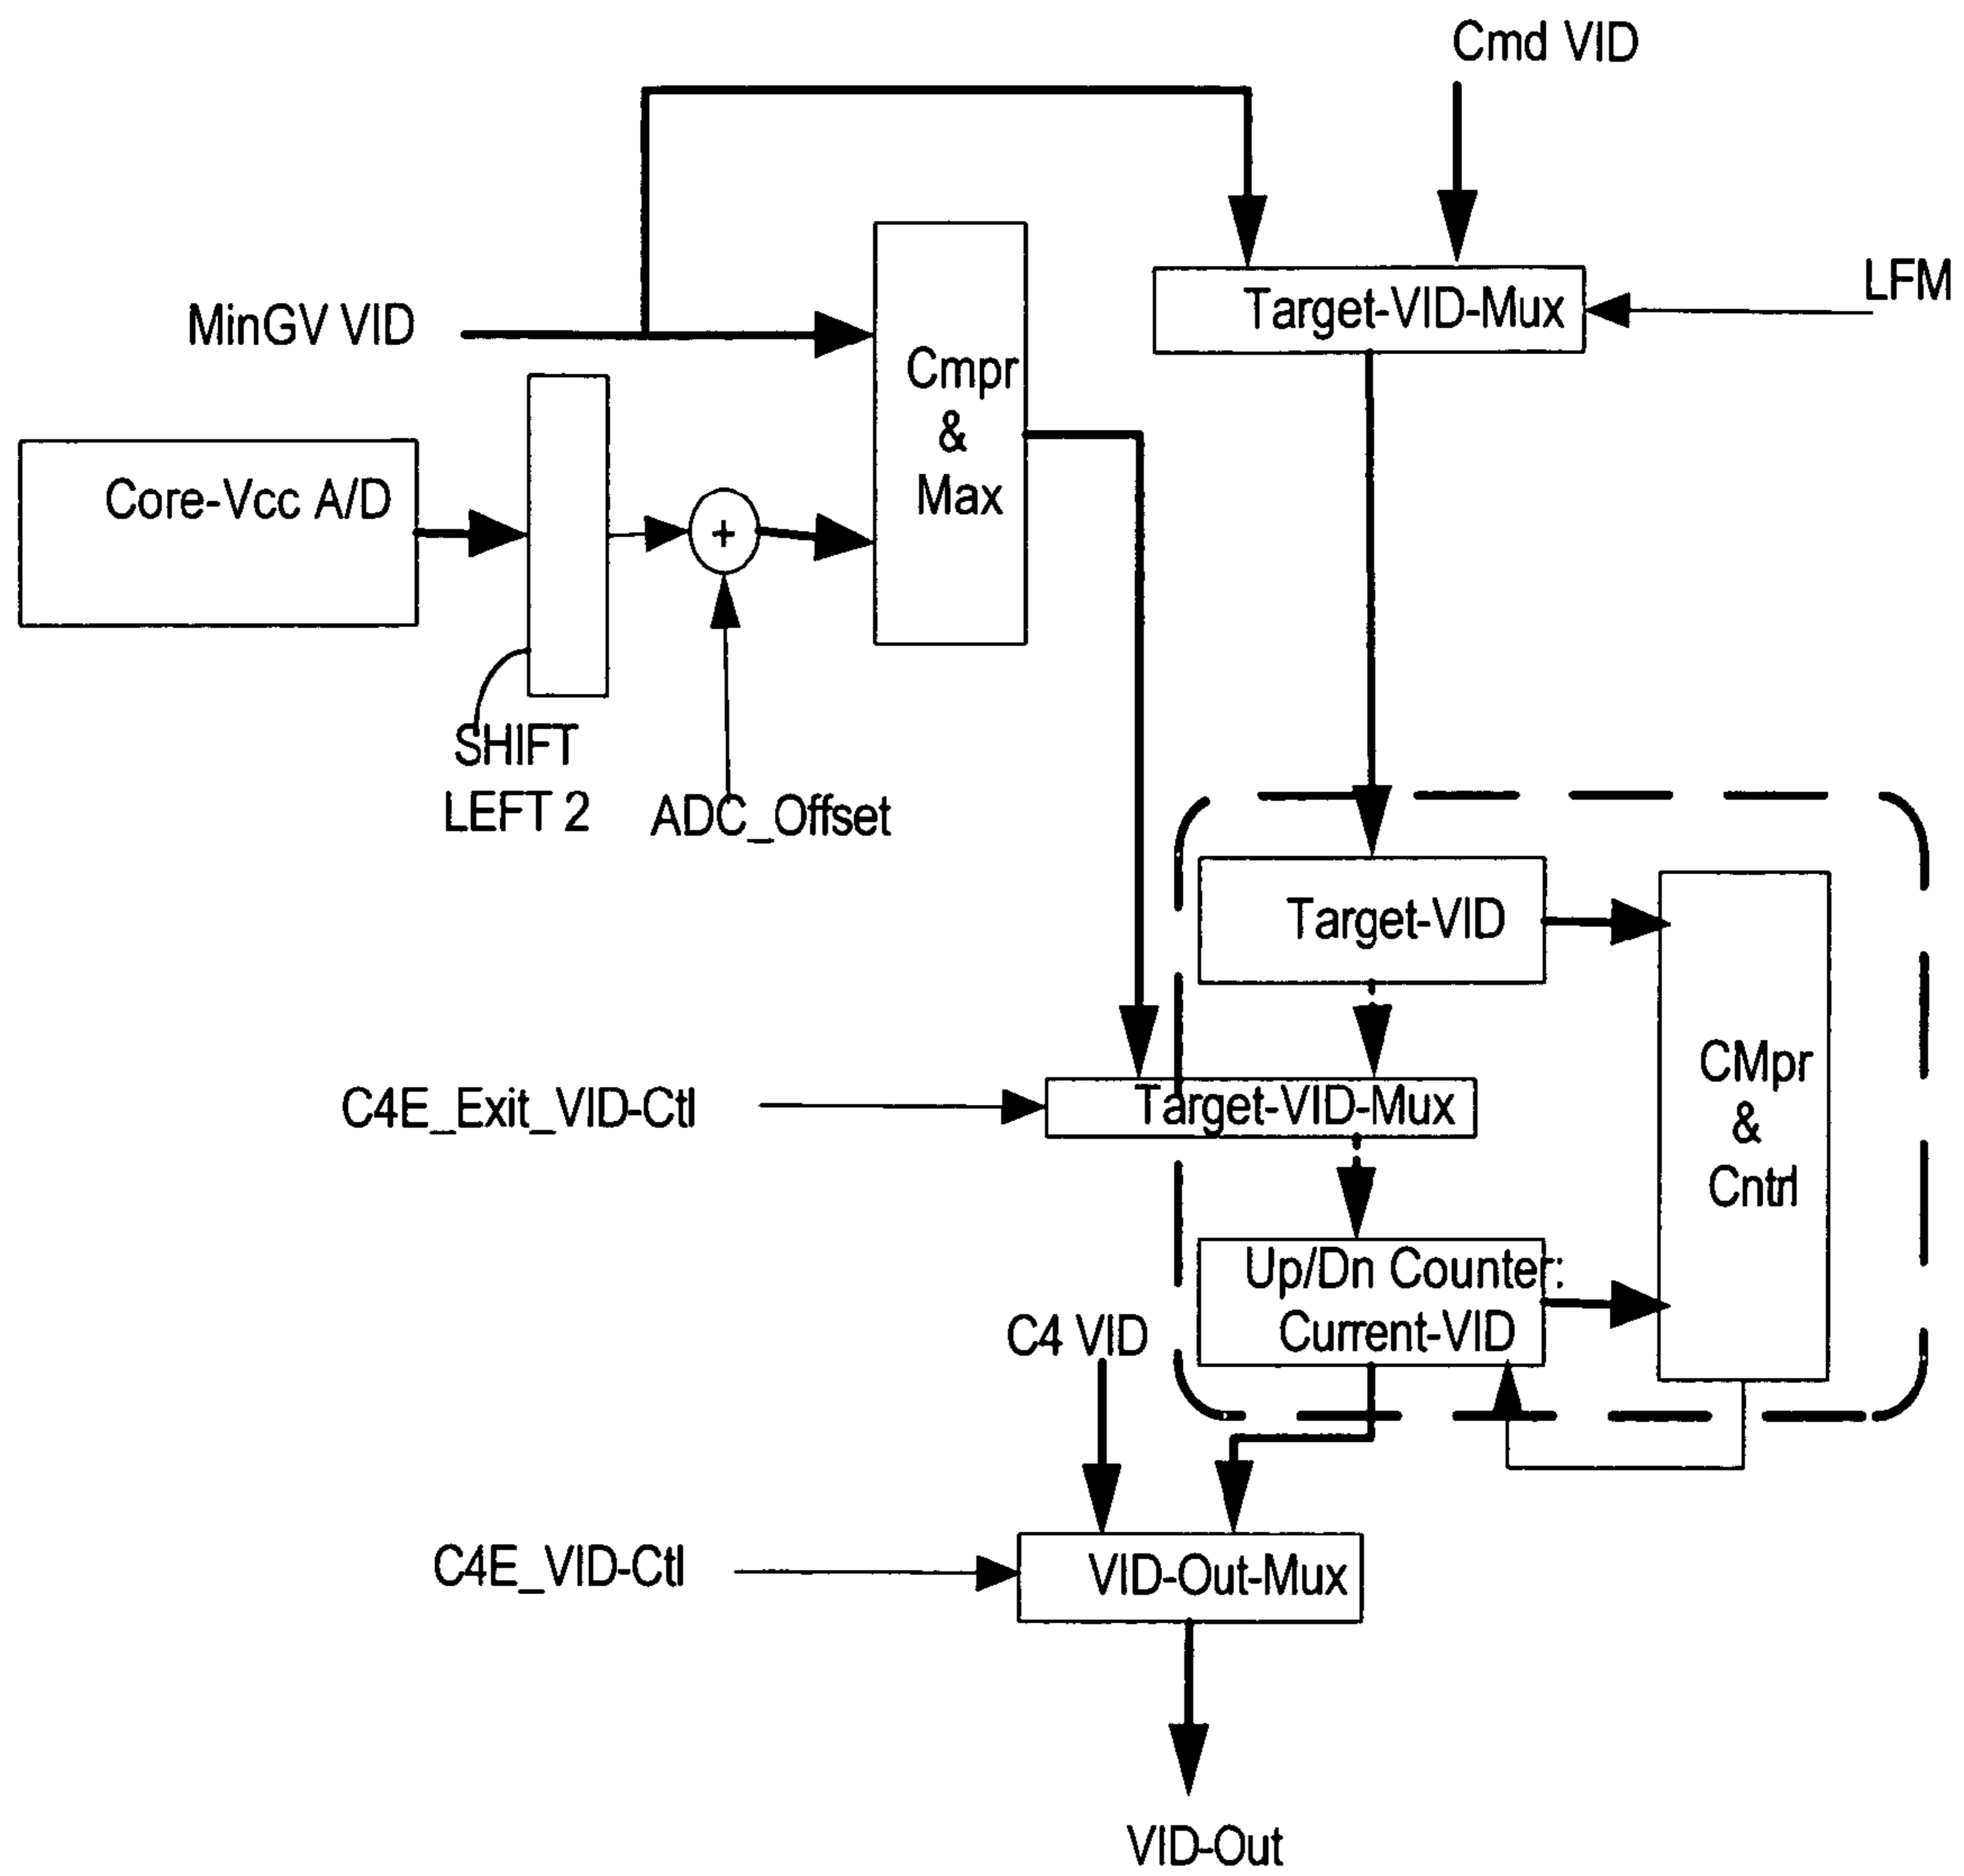 Cmd VID
LFM
Target-VID-Mux
MinGV VID
Cmpr
&
Max
Core-Vcc A/D
+
SHIFT
LEFT 2
ADC_Offset
Target-VID
CMpr
&
Cntrl
C4E_Exit_VID-Ctl
Target-VID-Mux
Up/Dn Counter:
Current-VID
C4 VID
C4E_VID-Ctl
VID-Out-Mux
VID-Out